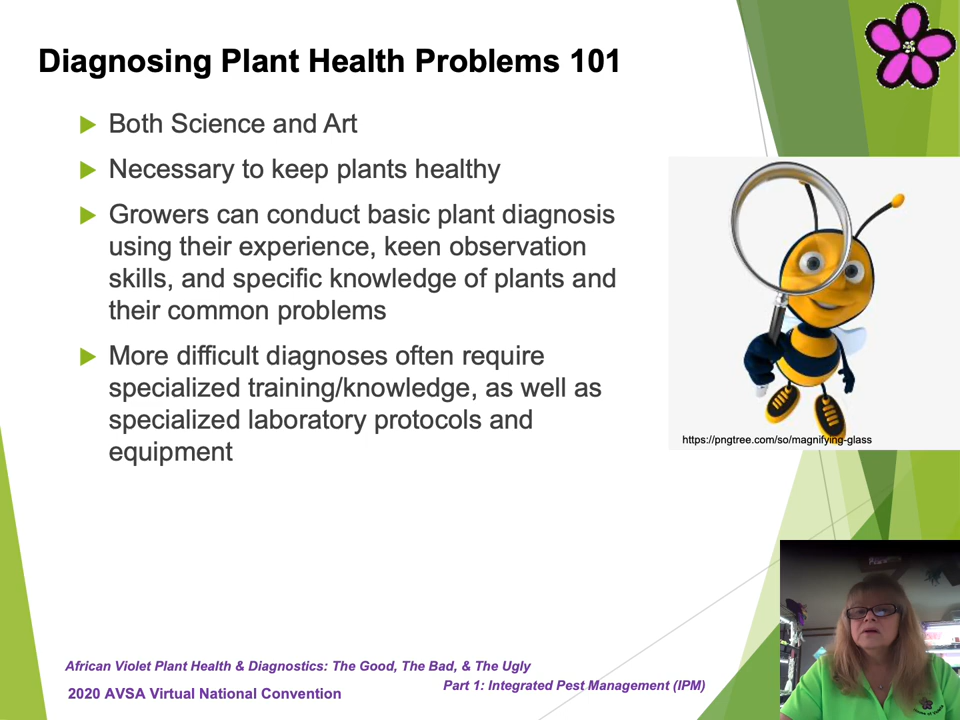 Diagnosing Plant Health Problems 101
Both Science and Art
Necessary to keep plants healthy
Growers can conduct basic plant diagnosis
using their experience, keen observation
skills, and specific knowledge of plants and
their common problems
More difficult diagnoses often require
specialized training/knowledge, as well as
specialized laboratory protocols and
equipment
https://pngtree.com/so/magnifying-glass
African Violet Plant Health & Diagnostics: The Good, The Bad, & The Ugly
Part 1: Integrated Pest Management (IPM)
2020 AVSA Virtual National Convention